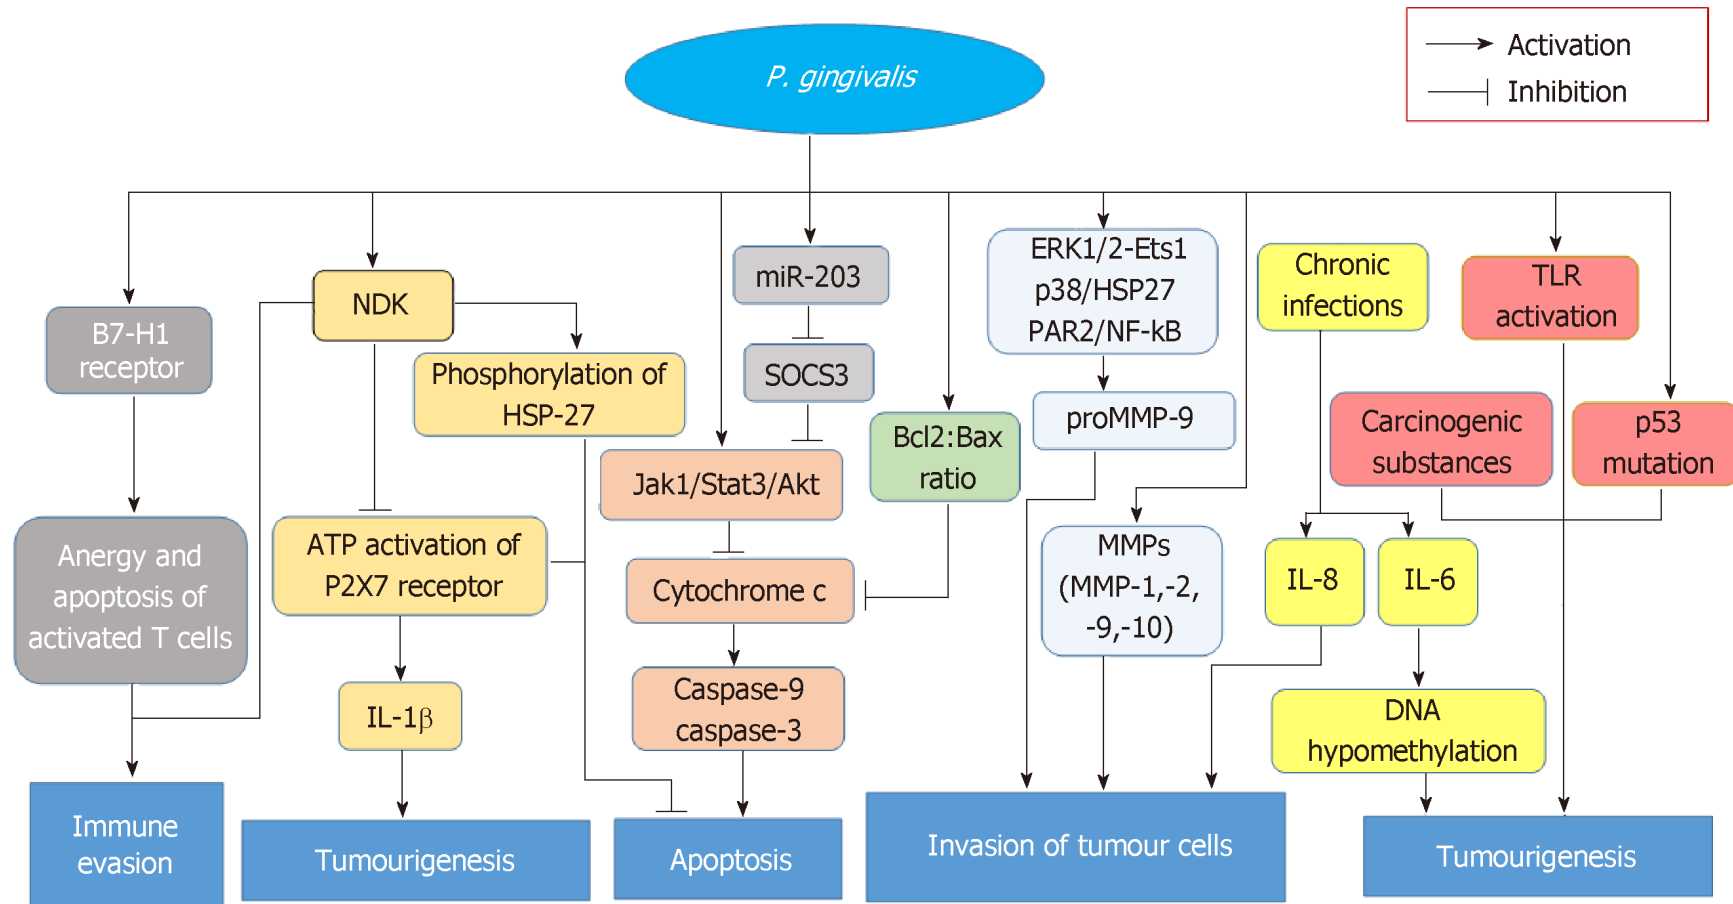 P. gingivalis
Activation
Inhibition
B7-H1
receptor
Anergy and
apoptosis of
activated T cells
Immune
evasion
NDK
Phosphorylation of
HSP-27
ATP activation of
P2X7 receptor
IL-1β
Tumourigenesis
miR-203
SOCS3
Jak1/Stat3/Akt
Cytochrome c
Caspase-9
caspase-3
Apoptosis
Bcl2:Bax
ratio
ERK1/2-Ets1
p38/HSP27
PAR2/NF-kB
proMMP-9
MMPs
(MMP-1,-2,
-9,-10)
Invasion of tumour cells
Chronic
infections
IL-8
IL-6
DNA
hypomethylation
TLR
activation
Carcinogenic
substances
p53
mutation
Tumourigenesis